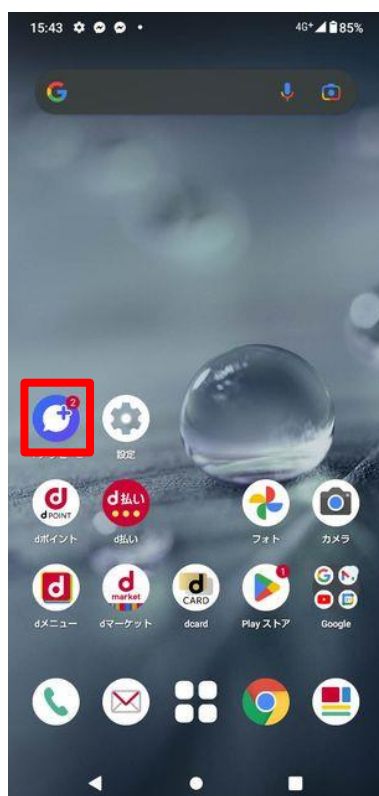 15:43
4G+ 85%
2
設定
d POINT
d払い
dポイント
d払い
フォト
カメラ
d
d market
d CARD
1
dメニュー
dマーケット
dcard
Play ストア
Google